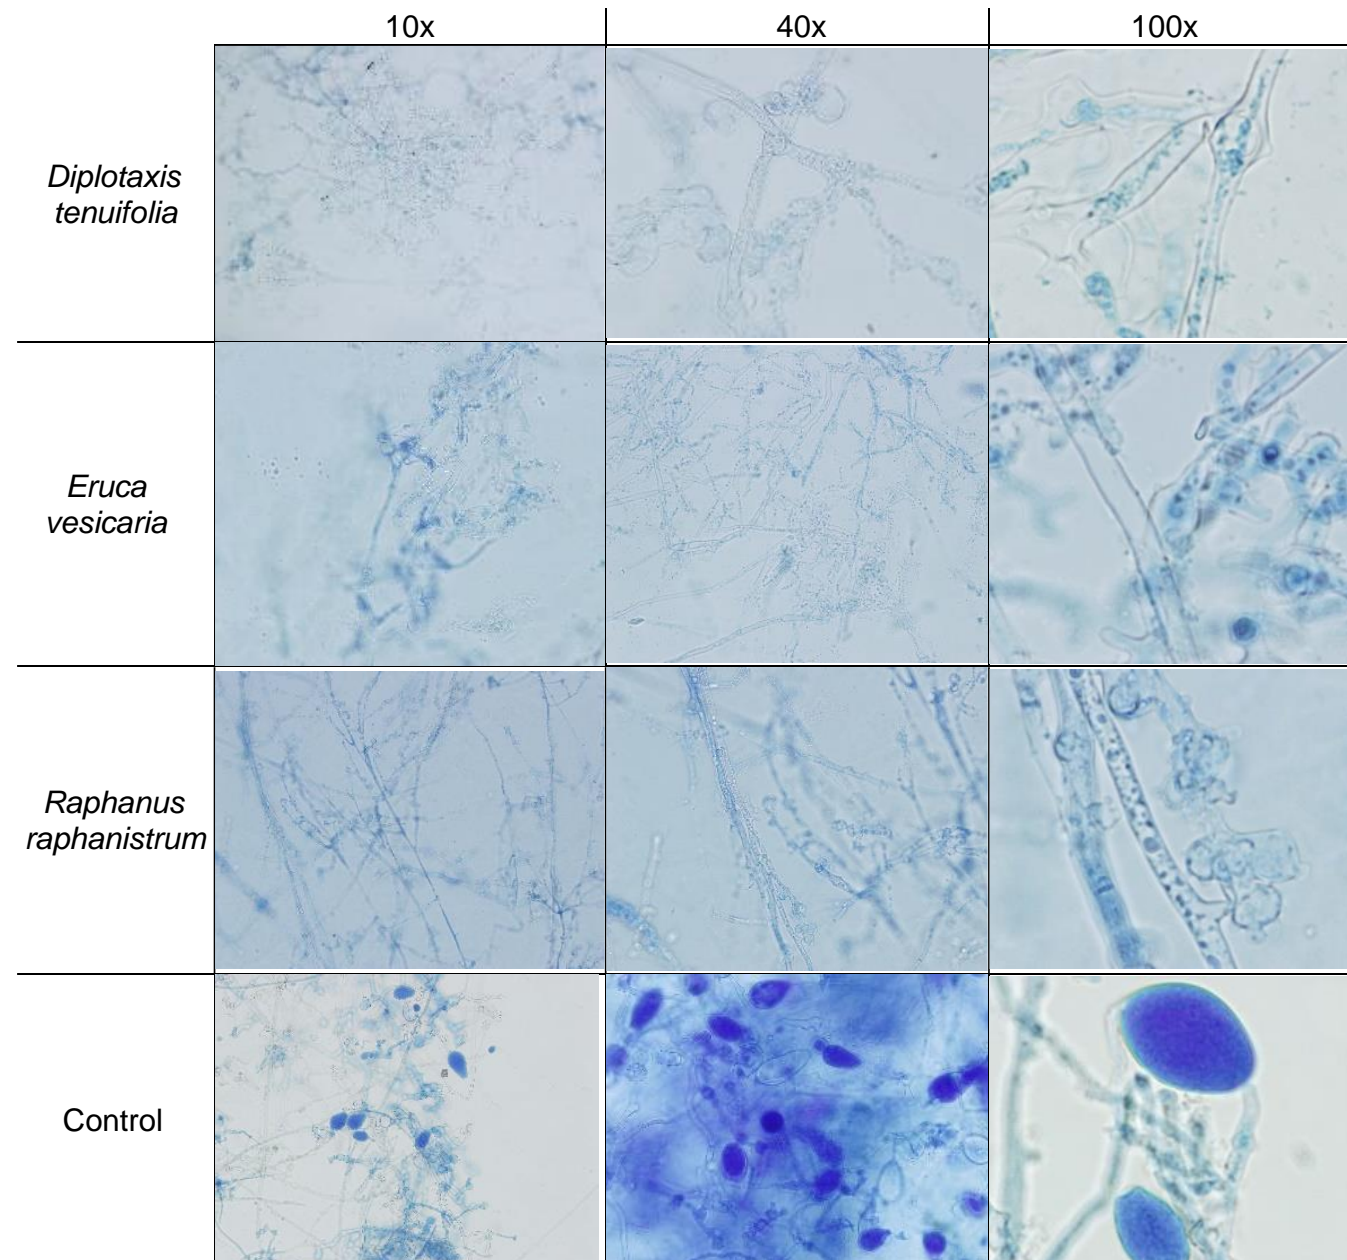 10x
40x
100x
Diplotaxis
tenuifolia
Eruca
vesicaria
Raphanus
raphanistrum
Control